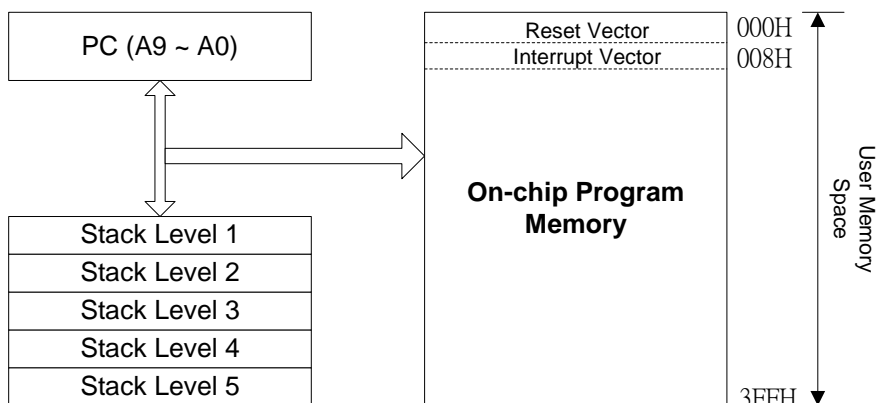 PC (A9 ~ A0)
Stack Level 1
Stack Level 2
Stack Level 3
Stack Level 4
Stack Level 5
Reset Vector
Interrupt Vector
On-chip Program
Memory
000H
008H
3FFH
User Memory
Space